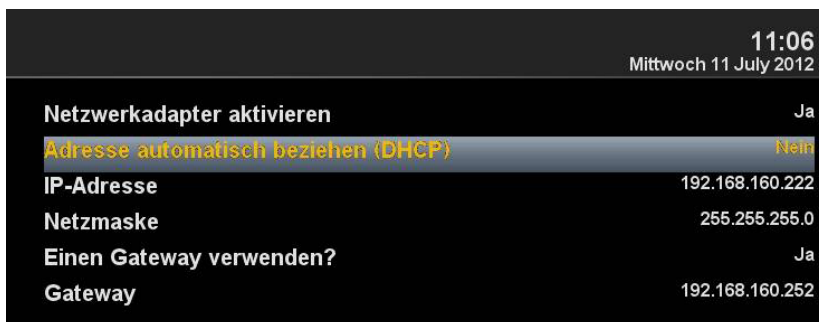 11:06
Mittwoch 11 July 2012
Netzwerkadapter aktivieren Ja
Adresse automatisch beziehen (DHCP) Nein
IP-Adresse 192.168.160.222
Netzmaske 255.255.255.0
Einen Gateway verwenden? Ja
Gateway 192.168.160.252